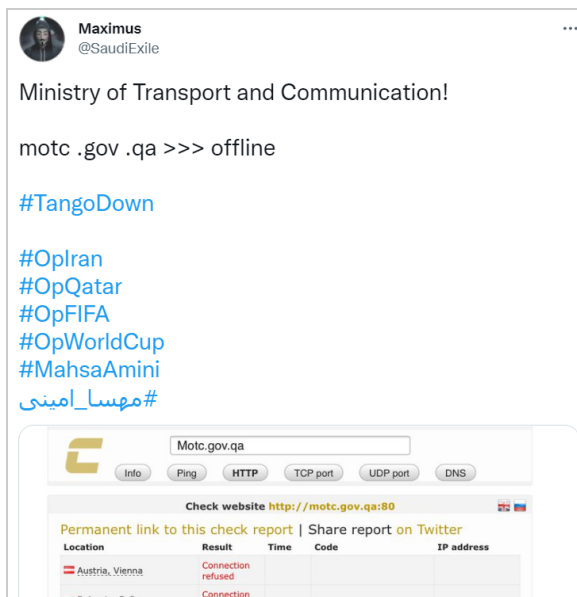 Maximus
@SaudiExile
Ministry of Transport and Communication!
motc .gov .qa >>> offline
#TangoDown
#OpIran
#OpQatar
#OpFIFA
#OpWorldCup
#MahsaAmini
#مهسا_امینی
Motc.gov.qa
Info Ping HTTP TCP port UDP port DNS
Check website http://motc.gov.qa:80
Permanent link to this check report | Share report on Twitter
Location Result Time Code IP address
Austria, Vienna Connection refused
Connection